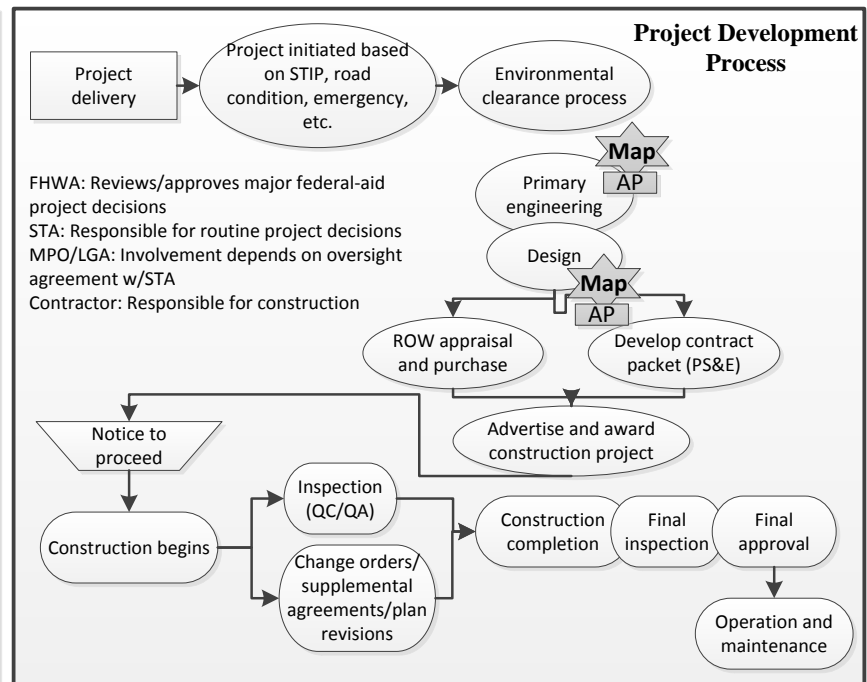 Project Development
Process
Project
delivery
Project initiated based
on STIP, road
condition, emergency,
etc.
Environmental
clearance process
Map
AP
Primary
engineering
FHWA: Reviews/approves major federal-aid
project decisions
STA: Responsible for routine project decisions
MPO/LGA: Involvement depends on oversight
agreement w/STA
Contractor: Responsible for construction
Design
Map
AP
ROW appraisal
and purchase
Develop contract
packet (PS&E)
Advertise and award
construction project
Notice to
proceed
Construction begins
Inspection
(QC/QA)
Change orders/
supplemental
agreements/plan
revisions
Construction
completion
Final
inspection
Final
approval
Operation and
maintenance